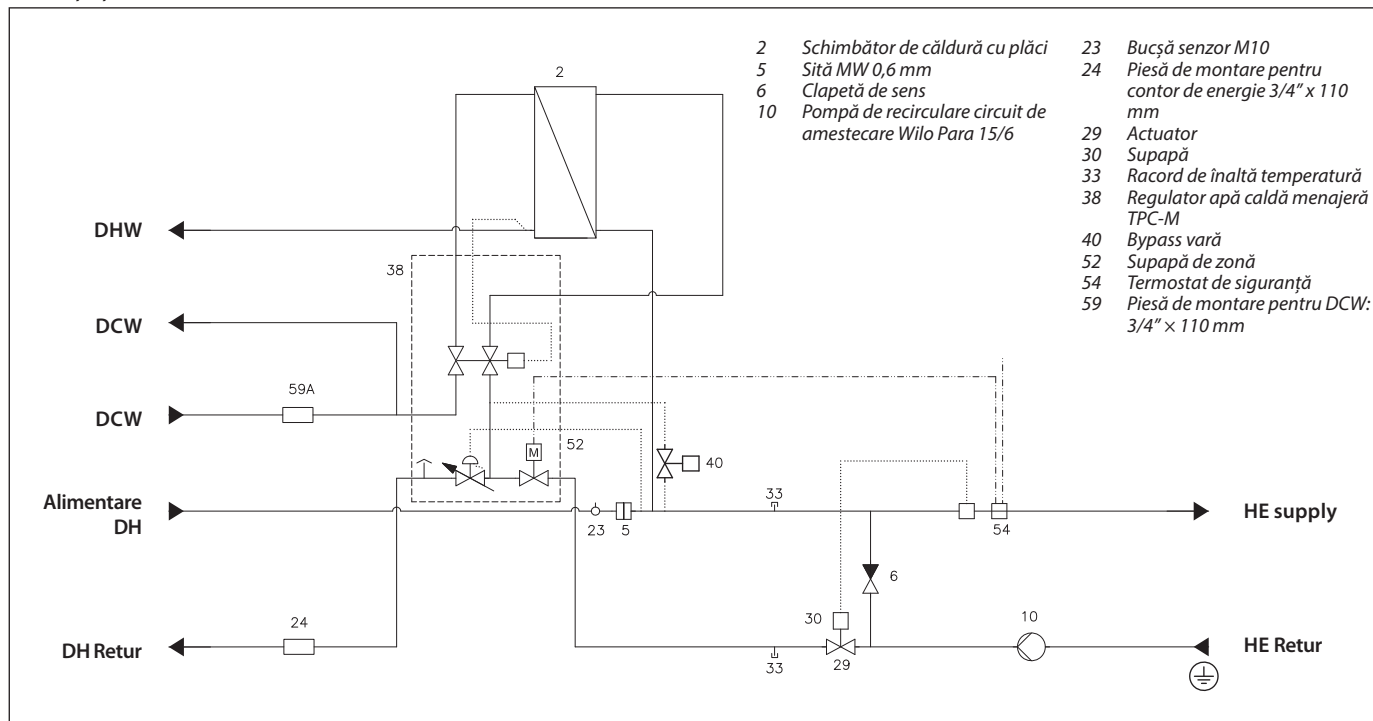 2 Schimbător de căldură cu plăci
5 Sită MW 0,6 mm
6 Clapetă de sens
10 Pompă de recirculare circuit de
amestecare Wilo Para 15/6
23 Bucșă senzor M10
24 Piesă de montare pentru
contor de energie 3/4” x 110
mm
29 Actuator
30 Supapă
33 Racord de înaltă temperatură
38 Regulator apă caldă menajeră
TPC-M
40 Bypass vară
52 Supapă de zonă
54 Termostat de siguranță
59 Piesă de montare pentru DCW:
3/4” × 110 mm
2
DHW
38
DCW
59A
DCW
52
M
40
Alimentare
DH
23
5
33
54
HE supply
6
30
10
24
DH Retur
33
29
HE Retur